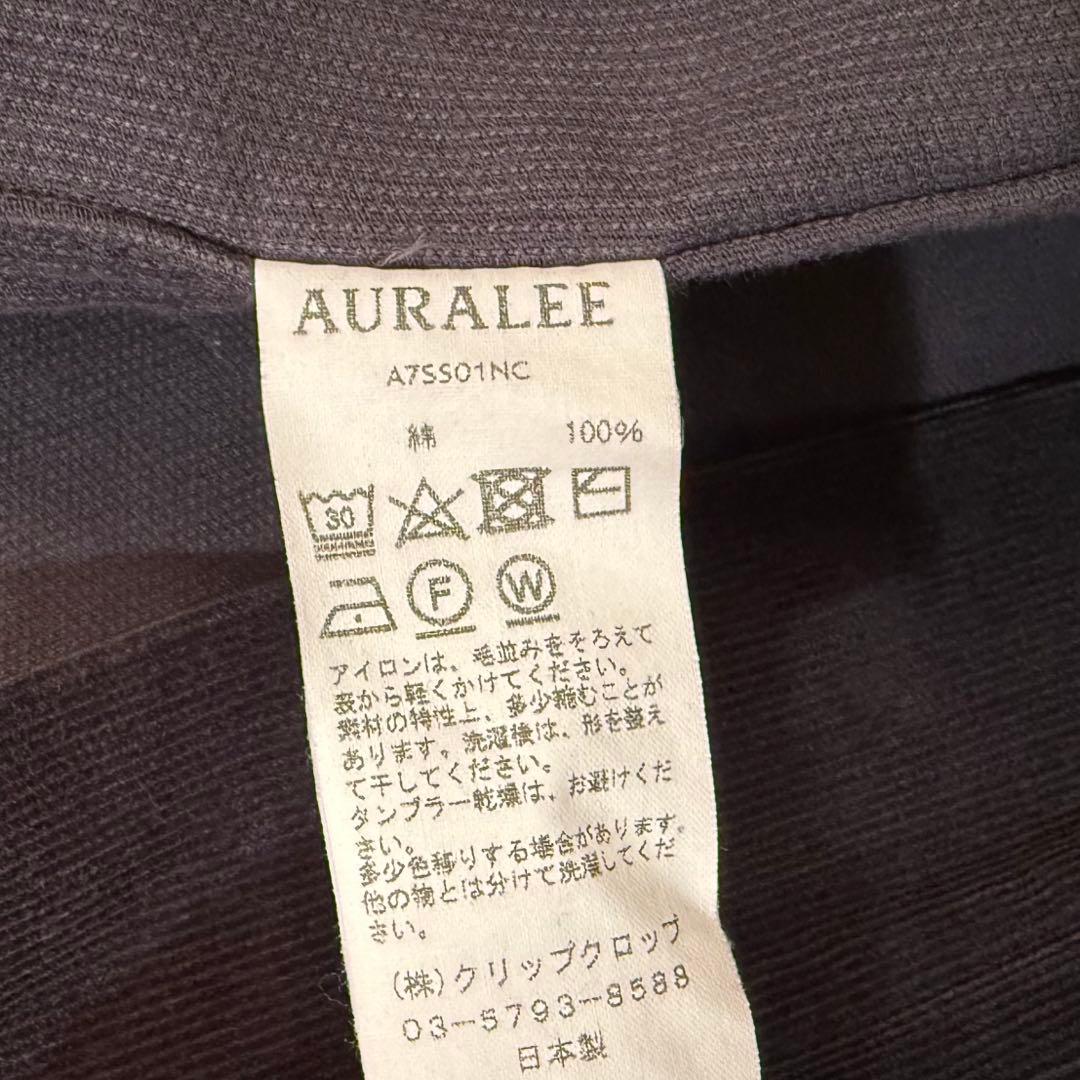 AURALEE
A7SS01NC
綿 100%
30
F W
アイロンは、毛並みをそろえて
表から軽くかけてください。
素材の特性上、多少縮むことが
あります。洗濯後は、形を整え
て干してください。
タンブラー乾燥は、お避けくだ
さい。
多少色移りする場合があります。
他の物とは分けて洗濯してくだ
さい。
(株)クリップクロップ
03-5793-8588
日本製